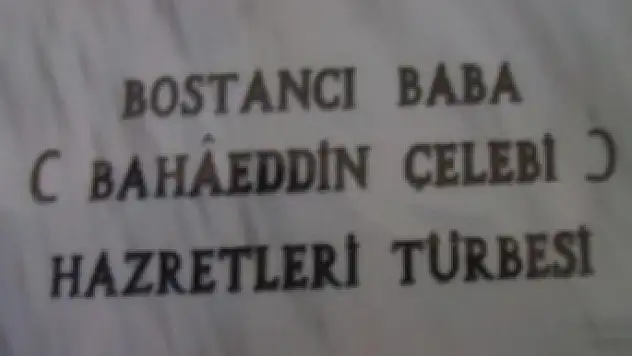 BOSTANCI BABA
( BAHÂEDDİN ÇELEBİ )
HAZRETLERİ TÜRBESİ